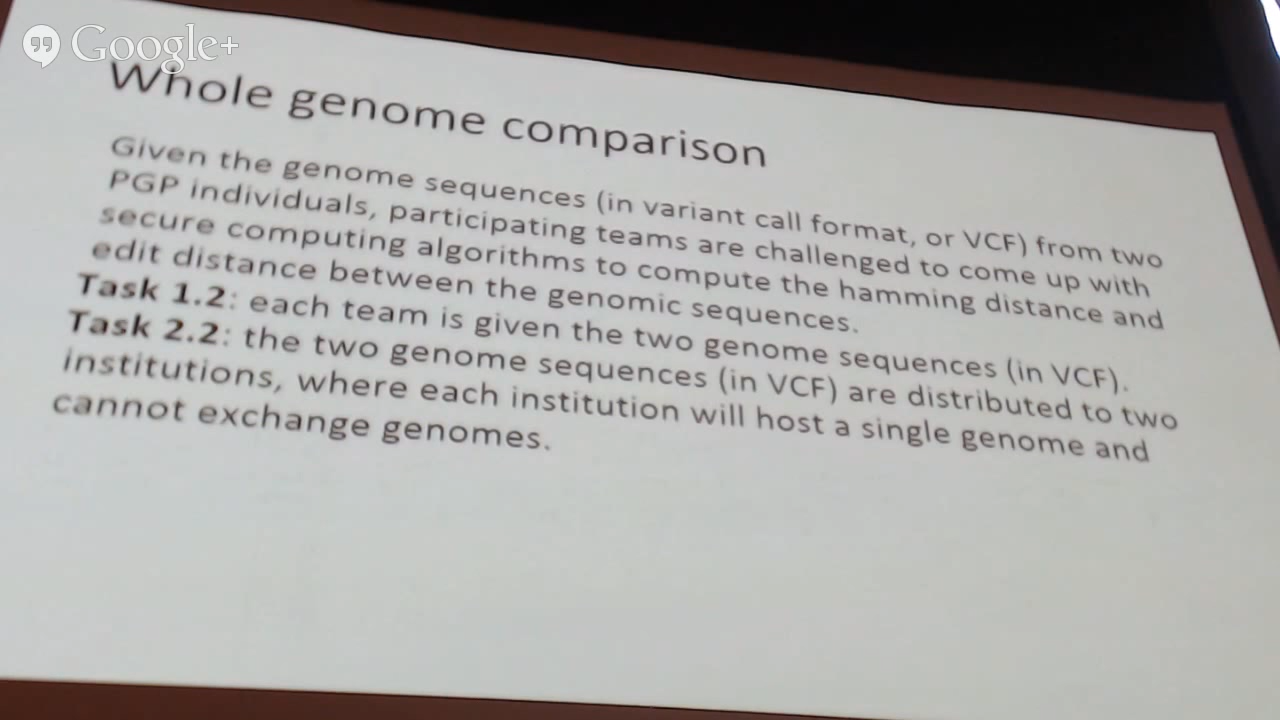 Google+
Whole genome comparison
Given the genome sequences (in variant call format, or VCF) from two
PGP individuals, participating teams are challenged to come up with
secure computing algorithms to compute the hamming distance and
edit distance between the genomic sequences.
Task 1.2: each team is given the two genome sequences (in VCF).
Task 2.2: the two genome sequences (in VCF) are distributed to two
institutions, where each institution will host a single genome and
cannot exchange genomes.